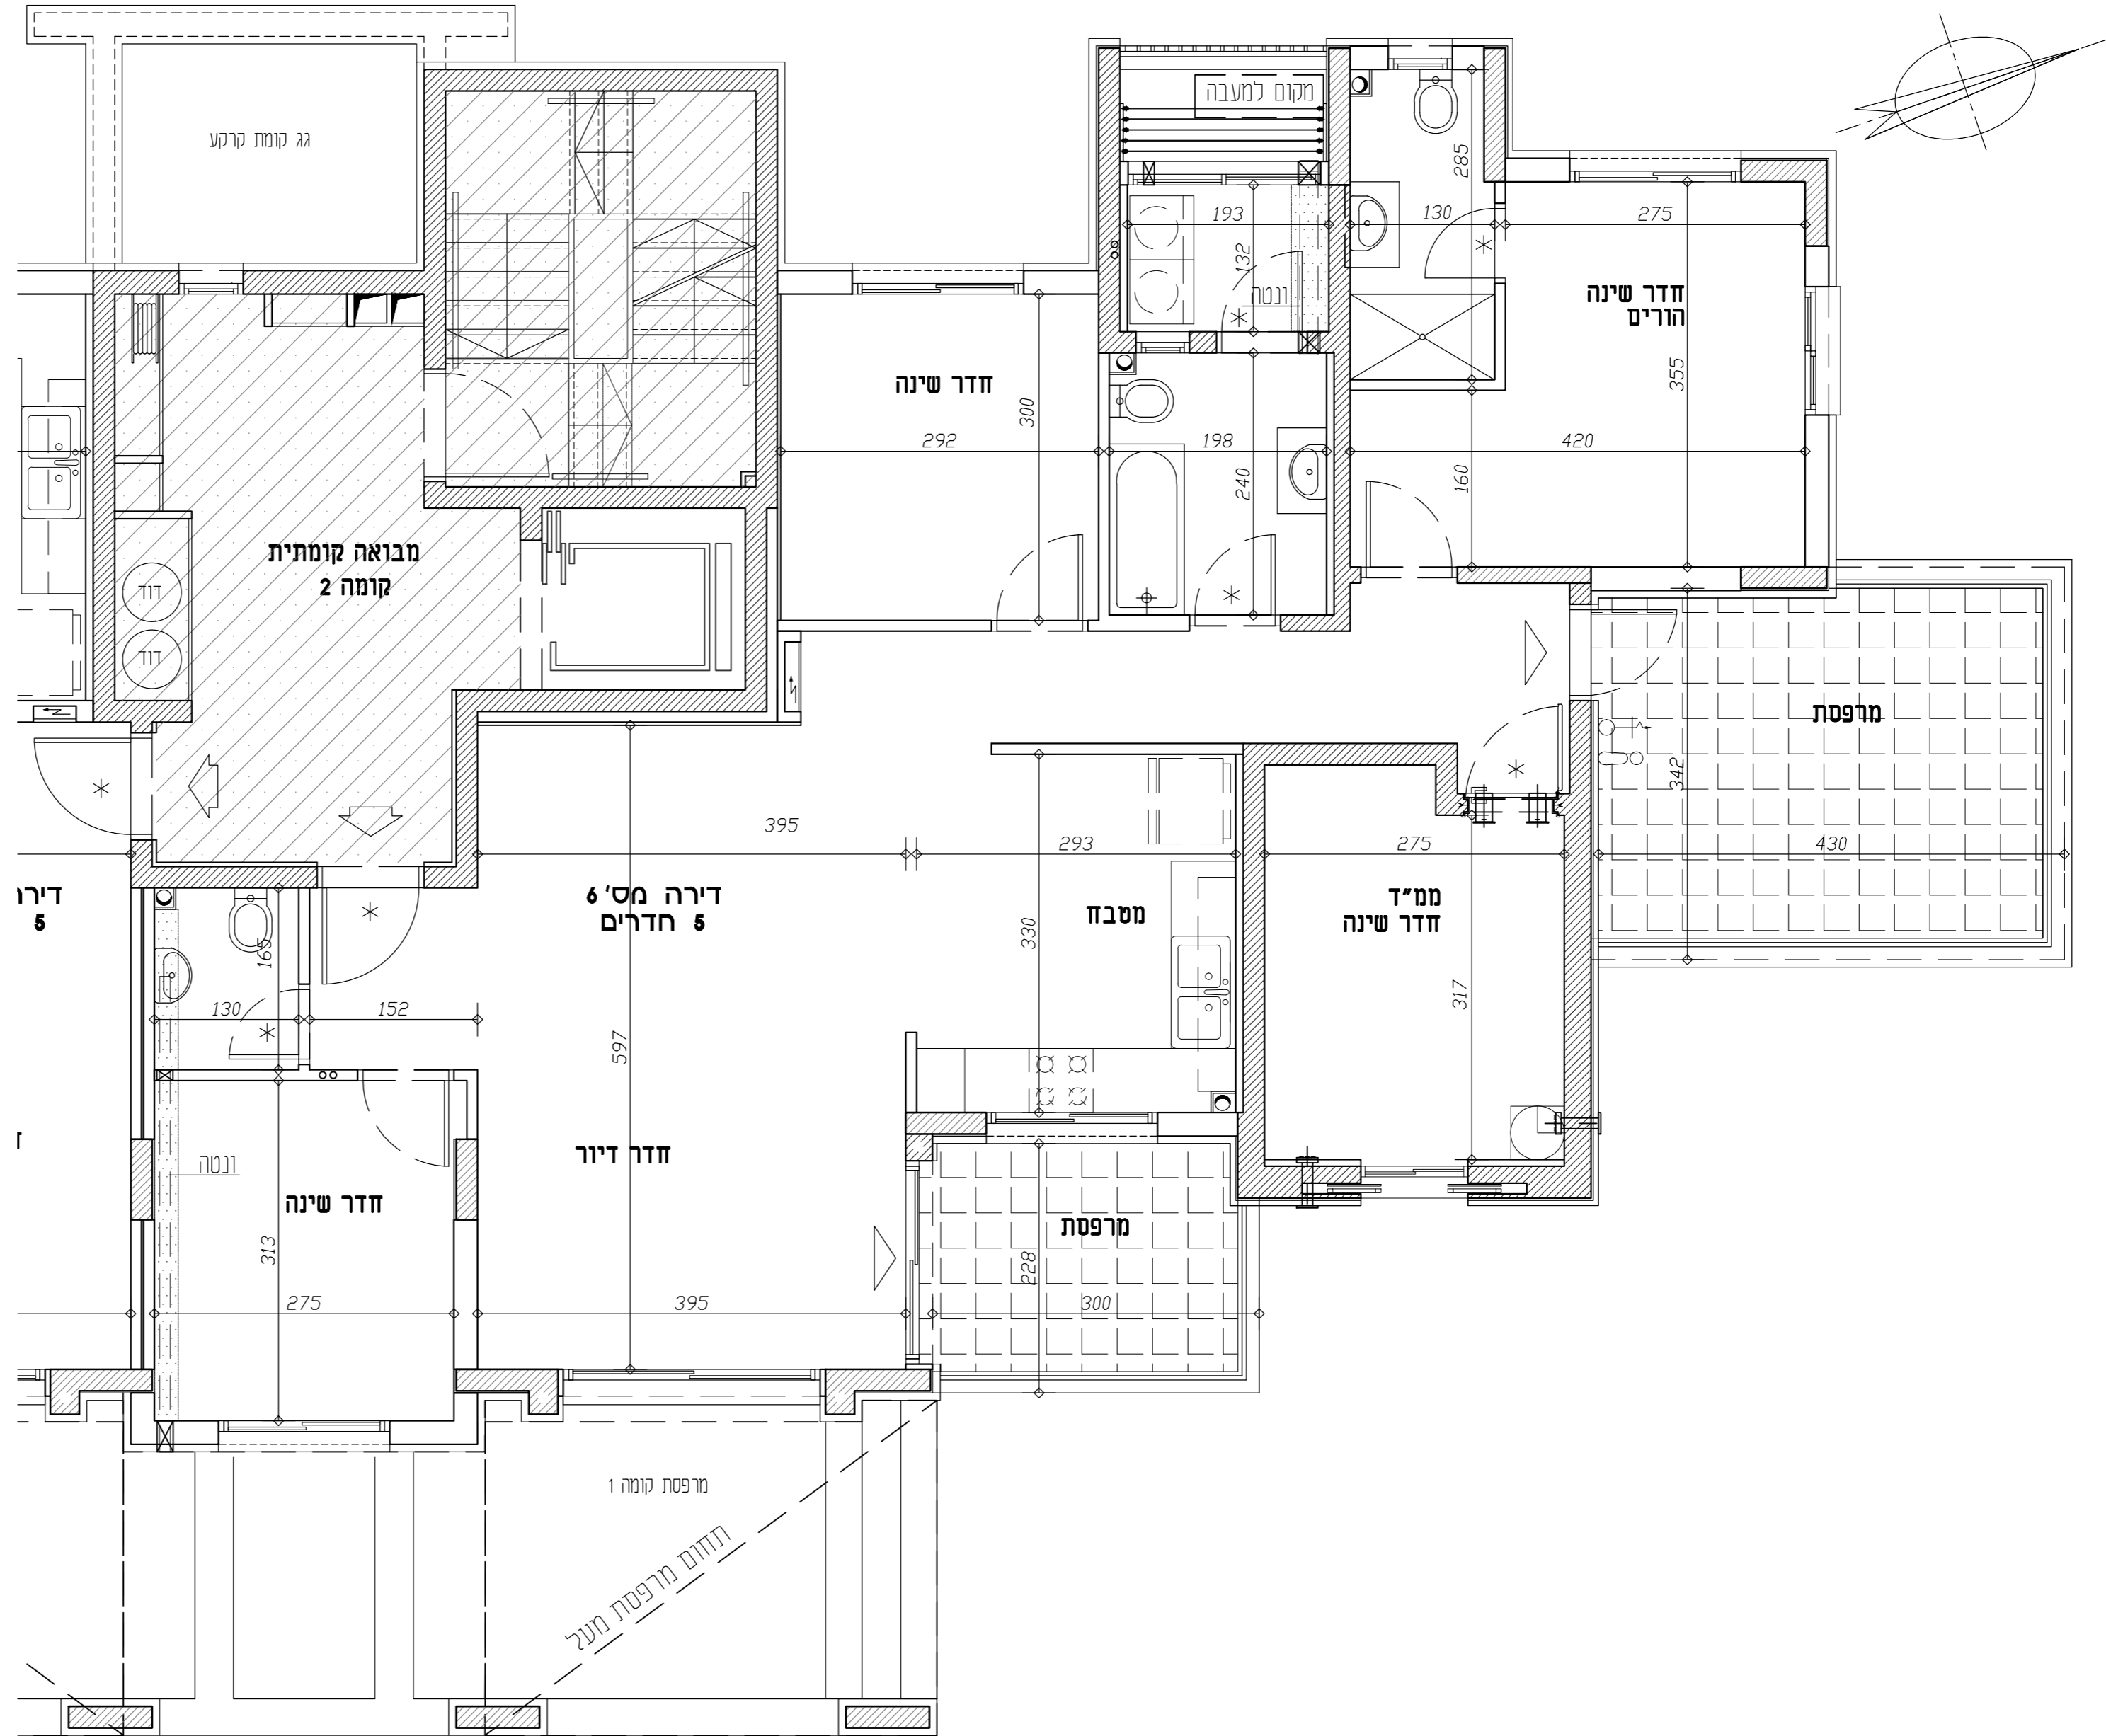 גג קומת קרקע
מקום למעבה
285
193
130
275
132
ונטה
חדר שינה
הורים
חדר שינה
300
355
292
198
420
240
160
מבואה קומתית
קומה 2
דוד
דוד
מרפסת
342
395
293
275
430
דירה
5
דירה מס' 6
5 חדרים
מטבח
ממ"ד
חדר שינה
330
317
165
130
152
597
ונטה
חדר דיור
חדר שינה
313
מרפסת
228
275
395
300
מרפסת קומה 1
תחום מרפסת מעל